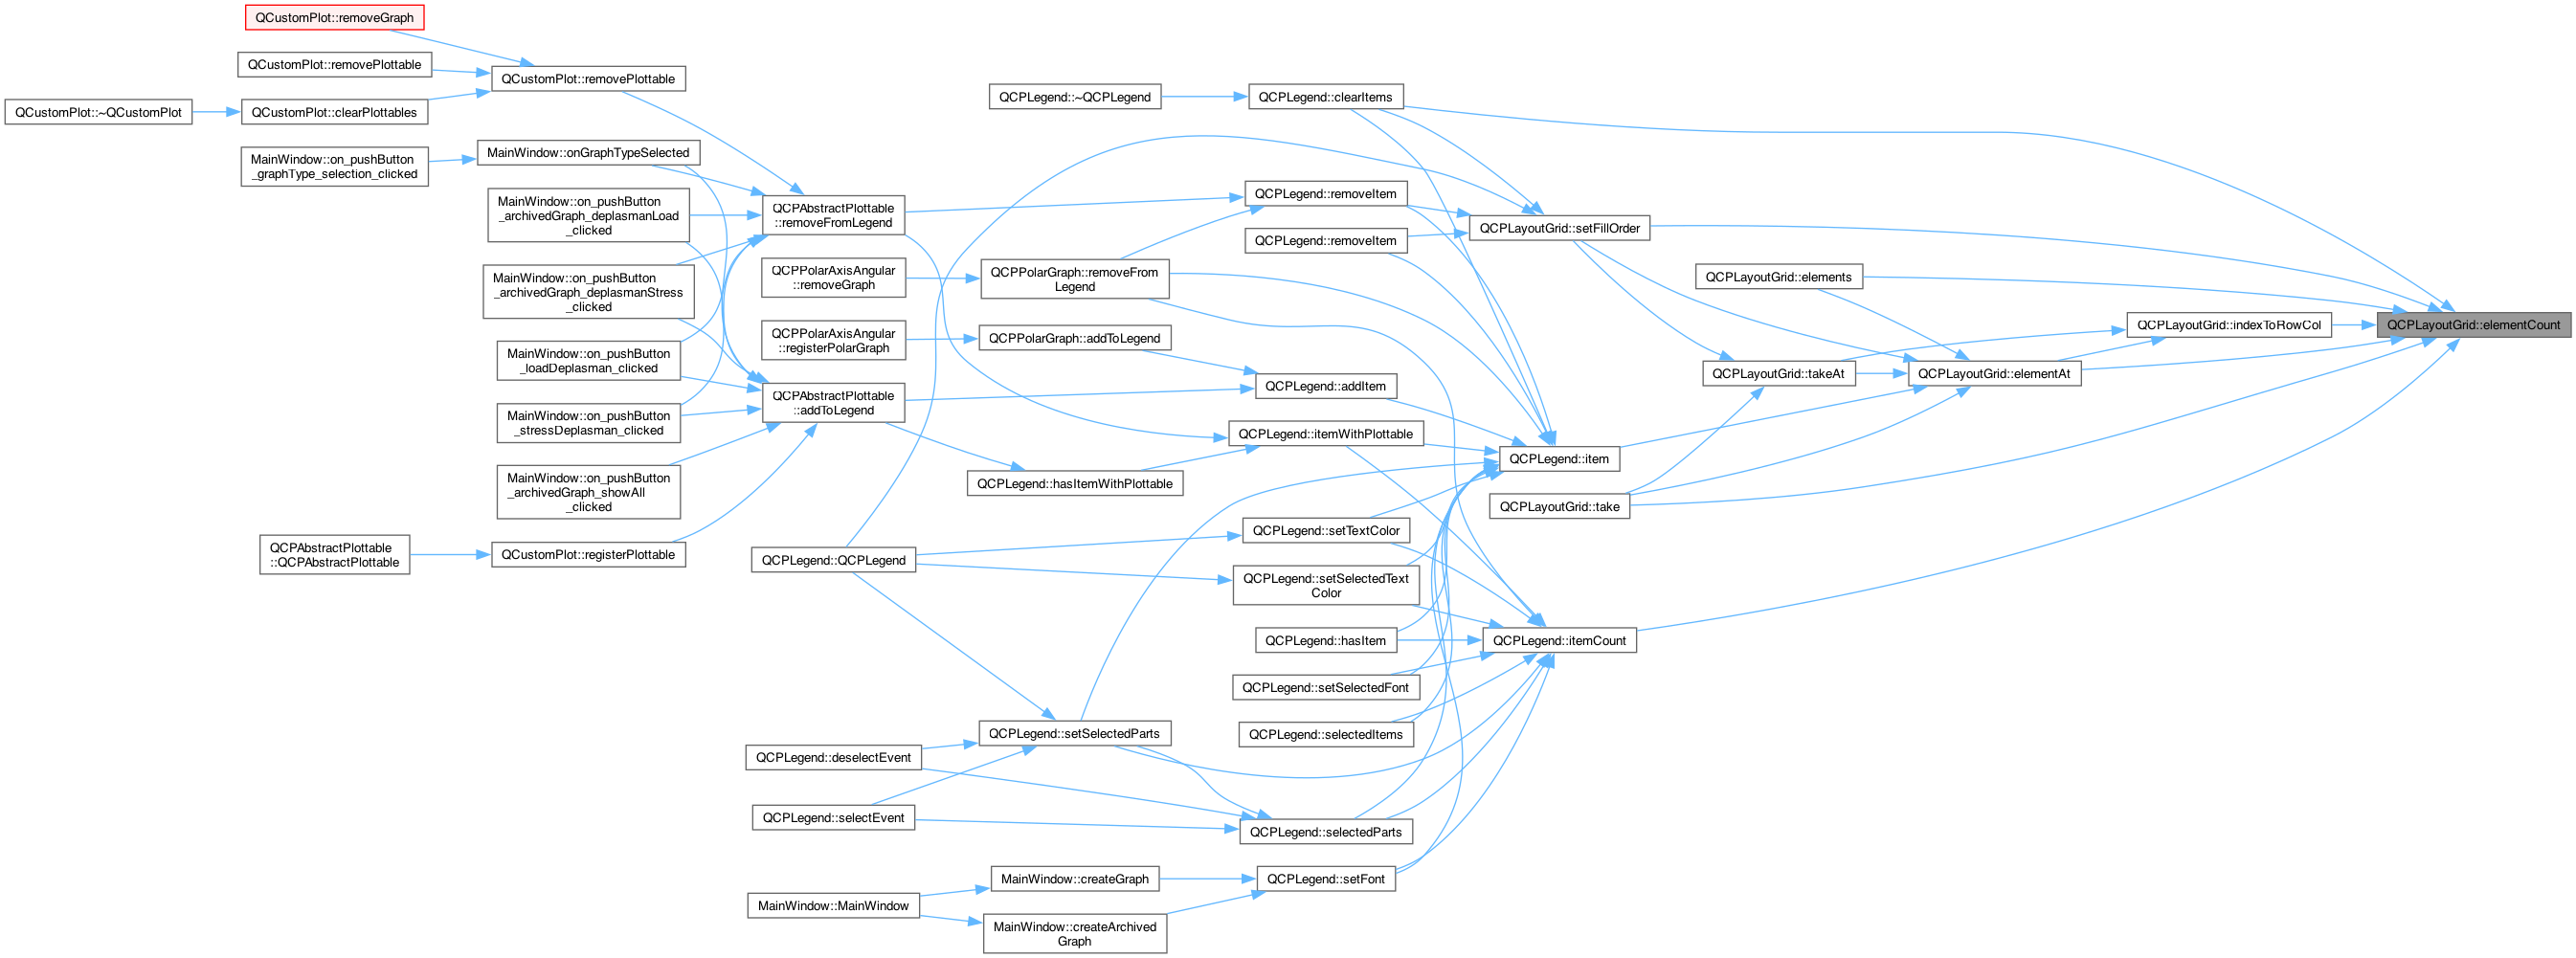 QCustomPlot::removeGraph
QCustomPlot::removePlottable
QCustomPlot::removePlottable
QCustomPlot::~QCustomPlot
QCustomPlot::clearPlottables
MainWindow::onGraphTypeSelected
MainWindow::on_pushButton
_graphType_selection_clicked
MainWindow::on_pushButton
_archivedGraph_deplasmanLoad
_clicked
MainWindow::on_pushButton
_archivedGraph_deplasmanStress
_clicked
MainWindow::on_pushButton
_loadDeplasman_clicked
MainWindow::on_pushButton
_stressDeplasman_clicked
MainWindow::on_pushButton
_archivedGraph_showAll
_clicked
QCPAbstractPlottable
::QCPAbstractPlottable
QCustomPlot::registerPlottable
QCPAbstractPlottable
::removeFromLegend
QCPPolarAxisAngular
::removeGraph
QCPPolarAxisAngular
::registerPolarGraph
QCPAbstractPlottable
::addToLegend
QCPLegend::QCPLegend
QCPLegend::deselectEvent
QCPLegend::selectEvent
MainWindow::MainWindow
QCPLegend::~QCPLegend
QCPPolarGraph::removeFrom
Legend
QCPPolarGraph::addToLegend
QCPLegend::hasItemWithPlottable
QCPLegend::setSelectedParts
MainWindow::createGraph
MainWindow::createArchived
Graph
QCPLegend::clearItems
QCPLegend::removeItem
QCPLegend::removeItem
QCPLegend::addItem
QCPLegend::itemWithPlottable
QCPLegend::setTextColor
QCPLegend::setSelectedText
Color
QCPLegend::hasItem
QCPLegend::setSelectedFont
QCPLegend::selectedItems
QCPLegend::selectedParts
QCPLegend::setFont
QCPLayoutGrid::setFillOrder
QCPLegend::item
QCPLayoutGrid::take
QCPLegend::itemCount
QCPLayoutGrid::elements
QCPLayoutGrid::takeAt
QCPLayoutGrid::elementAt
QCPLayoutGrid::indexToRowCol
QCPLayoutGrid::elementCount